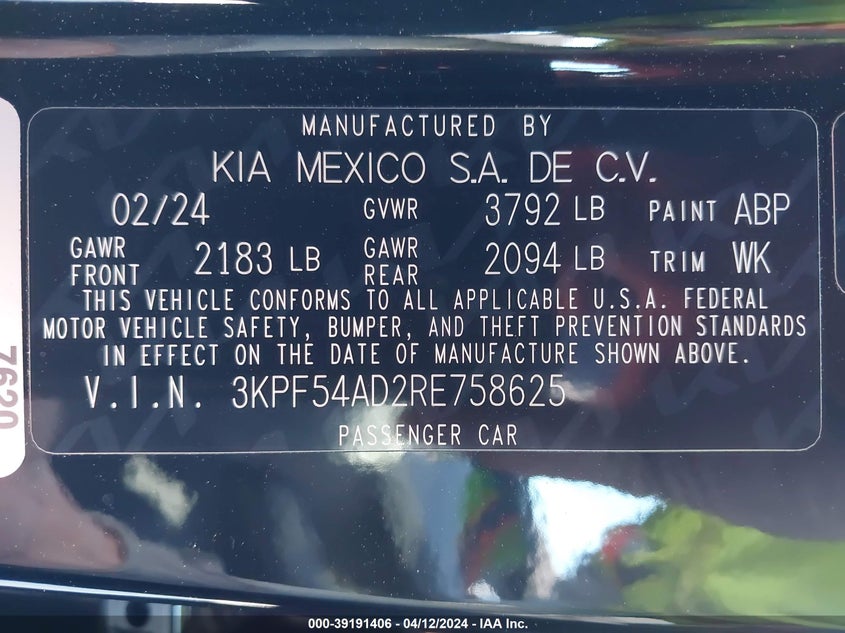 MANUFACTURED BY
KIA MEXICO S.A. DE C.V.
02/24 GVWR 3792 LB PAINT ABP
GAWR FRONT 2183 LB GAWR REAR 2094 LB TRIM WK
THIS VEHICLE CONFORMS TO ALL APPLICABLE U.S.A. FEDERAL
MOTOR VEHICLE SAFETY, BUMPER, AND THEFT PREVENTION STANDARDS
IN EFFECT ON THE DATE OF MANUFACTURE SHOWN ABOVE.
V.I.N. 3KPF54AD2RE758625
PASSENGER CAR
7620
000-39191406 - 04/12/2024 - IAA Inc.